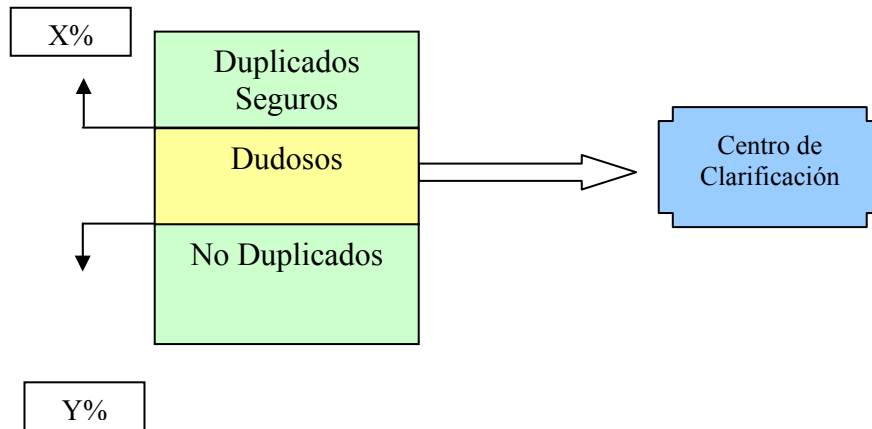 X%
Duplicados
Seguros
Dudosos
Centro de
Clarificación
No Duplicados
Y%